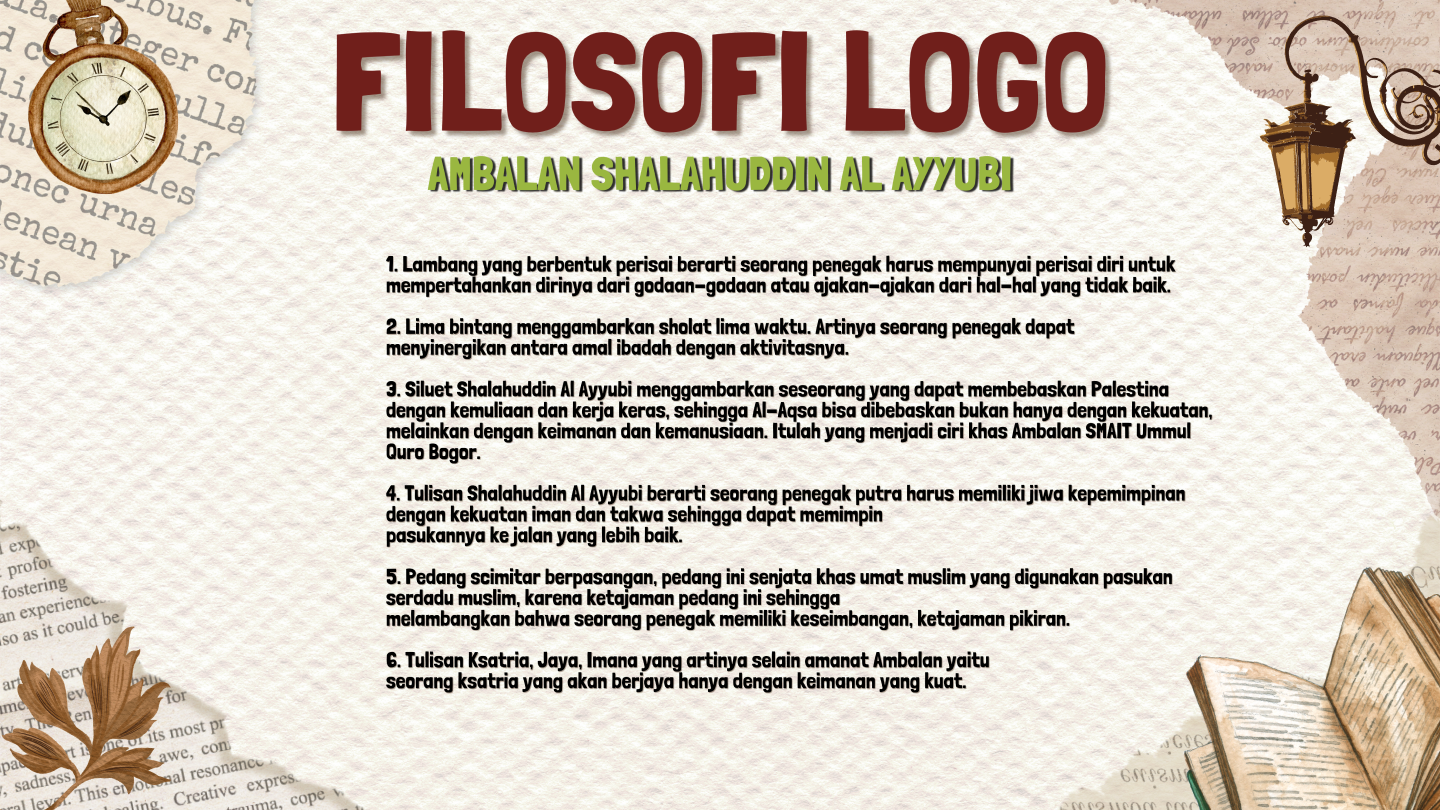 FILOSOFI LOGO
AMBALAN SHALAHUDDIN AL AYYUBI
1. Lambang yang berbentuk perisai berarti seorang penegak harus mempunyai perisai diri untuk
mempertahankan dirinya dari godaan-godaan atau ajakan-ajakan dari hal-hal yang tidak baik.
2. Lima bintang menggambarkan sholat lima waktu. Artinya seorang penegak dapat
menyinergikan antara amal ibadah dengan aktivitasnya.
3. Siluet Shalahuddin Al Ayyubi menggambarkan seseorang yang dapat membebaskan Palestina
dengan kemuliaan dan kerja keras, sehingga Al-Aqsa bisa dibebaskan bukan hanya dengan kekuatan,
melainkan dengan keimanan dan kemanusiaan. Itulah yang menjadi ciri khas Ambalan SMAIT Ummul
Quro Bogor.
4. Tulisan Shalahuddin Al Ayyubi berarti seorang penegak putra harus memiliki jiwa kepemimpinan
dengan kekuatan iman dan takwa sehingga dapat memimpin
pasukannya ke jalan yang lebih baik.
5. Pedang scimitar berpasangan, pedang ini senjata khas umat muslim yang digunakan pasukan
serdadu muslim, karena ketajaman pedang ini sehingga
melambangkan bahwa seorang penegak memiliki keseimbangan, ketajaman pikiran.
6. Tulisan Ksatria, Jaya, Imana yang artinya selain amanat Ambalan yaitu
seorang ksatria yang akan berjaya hanya dengan keimanan yang kuat.